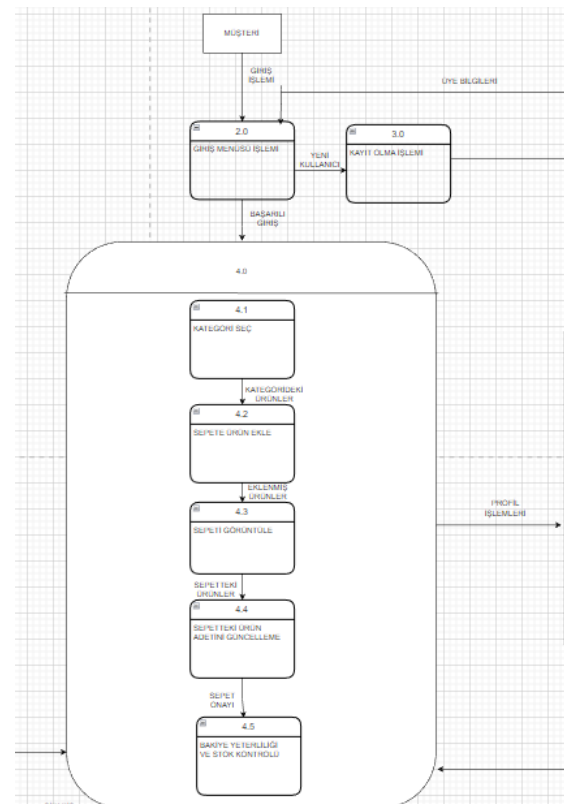 MÜŞTERİ
GİRİŞ
İŞLEMİ
ÜYE BİLGİLERİ
2.0
GİRİŞ MENÜSÜ İŞLEMİ
YENİ
KULLANICI
3.0
KAYIT OLMA İŞLEMİ
BAŞARILI
GİRİŞ
4.0
4.1
KATEGORİ SEÇ
KATEGORİDEKİ
ÜRÜNLER
4.2
SEPETE ÜRÜN EKLE
EKLENMİŞ
ÜRÜNLER
4.3
SEPETİ GÖRÜNTÜLE
PROFİL
İŞLEMLERİ
SEPETTEKİ
ÜRÜNLER
4.4
SEPETTEKİ ÜRÜN
ADETİNİ GÜNCELLEME
SEPET
ONAYI
4.5
BAKİYE YETERLİLİĞİ
VE STOK KONTROLÜ